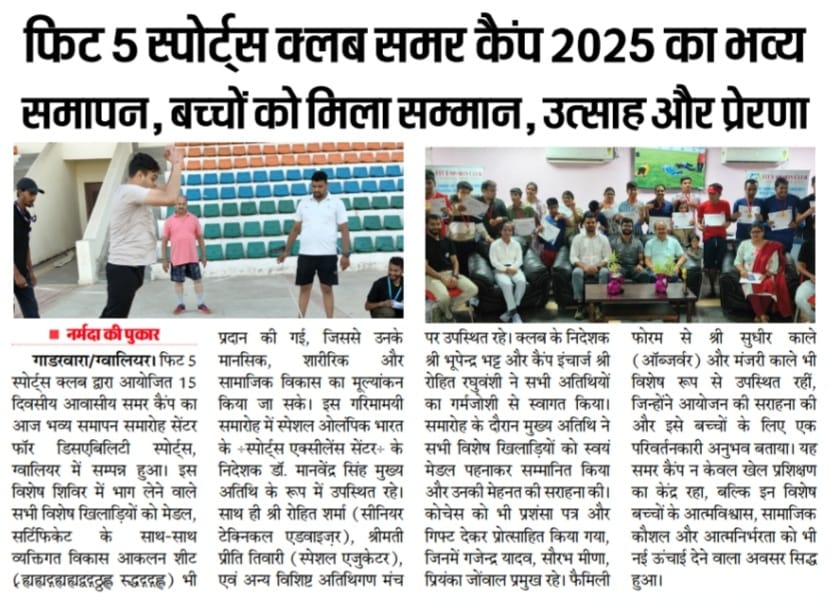 फिट 5 स्पोर्ट्स क्लब समर कैंप 2025 का भव्य
समापन, बच्चों को मिला सम्मान, उत्साह और प्रेरणा
FIT 5 SPORTS CLUB
■ नर्मदा की पुकार
गाडरवारा/ग्वालियर। फिट 5
स्पोर्ट्स क्लब द्वारा आयोजित 15
दिवसीय आवासीय समर कैंप का
आज भव्य समापन समारोह सेंटर
फॉर डिसएबिलिटी स्पोर्ट्स,
ग्वालियर में सम्पन्न हुआ। इस
विशेष शिविर में भाग लेने वाले
सभी विशेष खिलाड़ियों को मेडल,
सर्टिफिकेट के साथ-साथ
व्यक्तिगत विकास आकलन शीट
भी
प्रदान की गई, जिससे उनके
मानसिक, शारीरिक और
सामाजिक विकास का मूल्यांकन
किया जा सके। इस गरिमामयी
समारोह में स्पेशल ओलंपिक भारत
के ÷स्पोर्ट्स एक्सीलेंस सेंटर÷ के
निदेशक डॉ. मानवेंद्र सिंह मुख्य
अतिथि के रूप में उपस्थित रहे।
साथ ही श्री रोहित शर्मा (सीनियर
टेक्निकल एडवाइज़र), श्रीमती
प्रीति तिवारी (स्पेशल एजुकेटर),
एवं अन्य विशिष्ट अतिथिगण मंच
पर उपस्थित रहे। क्लब के निदेशक
श्री भूपेन्द्र भट्ट और कैंप इंचार्ज श्री
रोहित रघुवंशी ने सभी अतिथियों
का गर्मजोशी से स्वागत किया।
समारोह के दौरान मुख्य अतिथि ने
सभी विशेष खिलाड़ियों को स्वयं
मेडल पहनाकर सम्मानित किया
और उनकी मेहनत की सराहना की।
कोचेस को भी प्रशंसा पत्र और
गिफ्ट देकर प्रोत्साहित किया गया,
जिनमें गजेन्द्र यादव, सौरभ मीणा,
प्रियंका जोंवाल प्रमुख रहे। फैमिली
फोरम से श्री सुधीर काले
(ऑब्जर्वर) और मंजरी काले भी
विशेष रूप से उपस्थित रहीं,
जिन्होंने आयोजन की सराहना की
और इसे बच्चों के लिए एक
परिवर्तनकारी अनुभव बताया। यह
समर कैंप न केवल खेल प्रशिक्षण
का केंद्र रहा, बल्कि इन विशेष
बच्चों के आत्मविश्वास, सामाजिक
कौशल और आत्मनिर्भरता को भी
नई ऊंचाई देने वाला अवसर सिद्ध
हुआ।